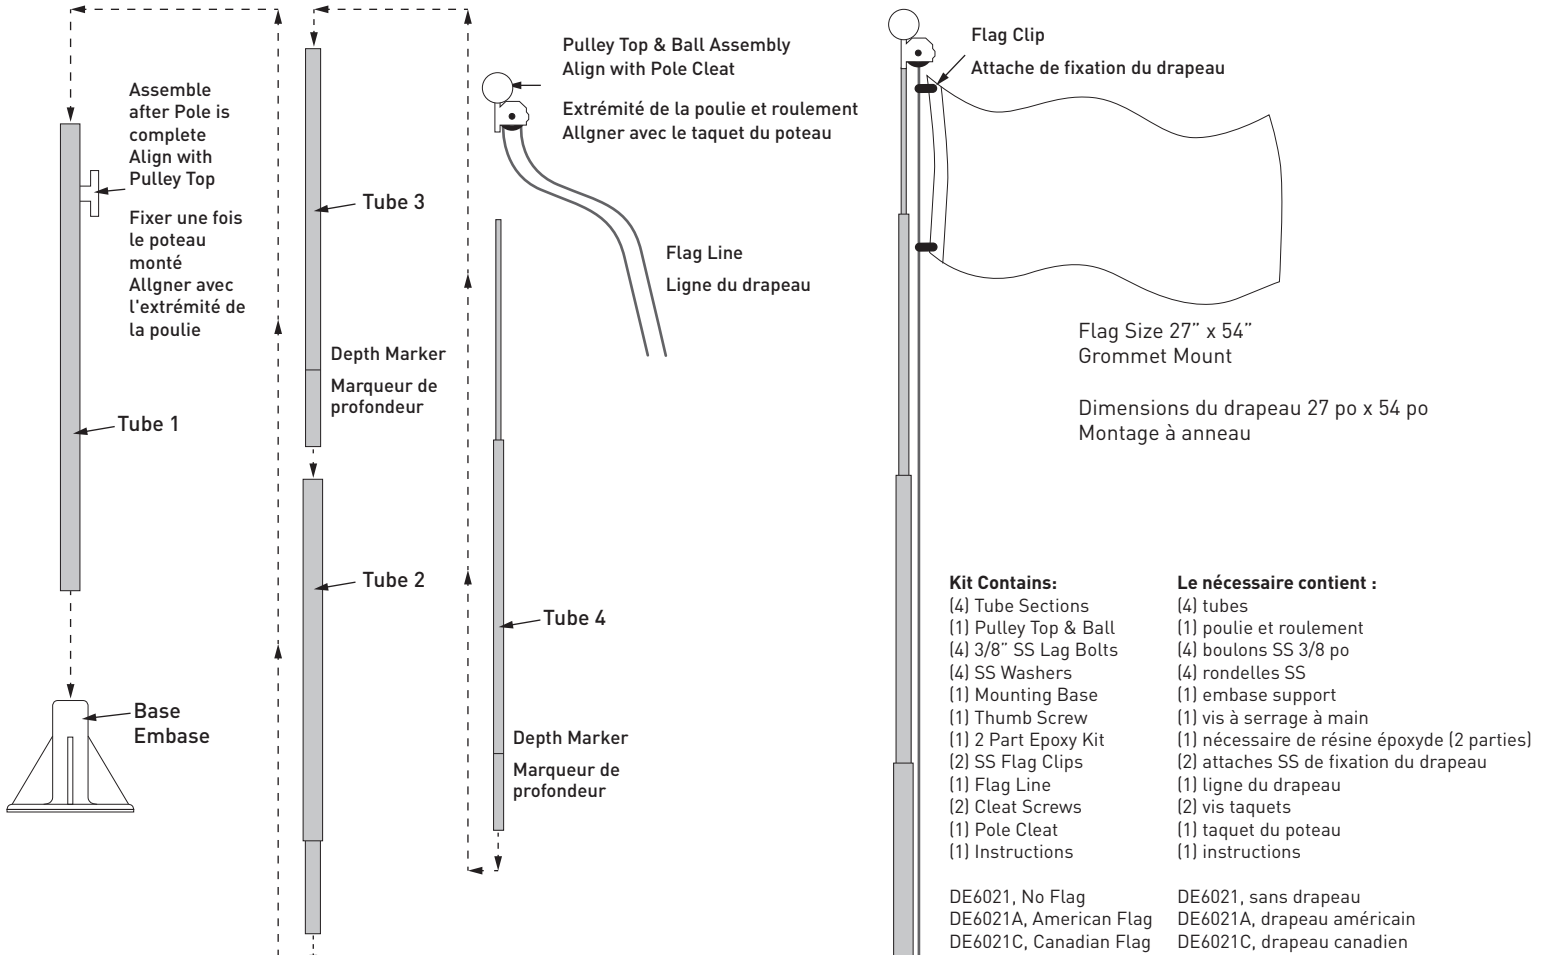 Assemble
after Pole is
complete
Align with
Pulley Top
Fixer une fois
le poteau
monté
Allgner avec
l'extrémité de
la poulie
Tube 1
Base
Embase
Tube 3
Depth Marker
Marqueur de
profondeur
Tube 2
Pulley Top & Ball Assembly
Align with Pole Cleat
Extrémité de la poulie et roulement
Allgner avec le taquet du poteau
Flag Line
Ligne du drapeau
Tube 4
Depth Marker
Marqueur de
profondeur
Flag Clip
Attache de fixation du drapeau
Flag Size 27” x 54”
Grommet Mount
Dimensions du drapeau 27 po x 54 po
Montage à anneau
Kit Contains:
(4) Tube Sections
(1) Pulley Top & Ball
(4) 3/8” SS Lag Bolts
(4) SS Washers
(1) Mounting Base
(1) Thumb Screw
(1) 2 Part Epoxy Kit
(2) SS Flag Clips
(1) Flag Line
(2) Cleat Screws
(1) Pole Cleat
(1) Instructions
DE6021, No Flag
DE6021A, American Flag
DE6021C, Canadian Flag
Le nécessaire contient :
(4) tubes
(1) poulie et roulement
(4) boulons SS 3/8 po
(4) rondelles SS
(1) embase support
(1) vis à serrage à main
(1) nécessaire de résine époxyde (2 parties)
(2) attaches SS de fixation du drapeau
(1) ligne du drapeau
(2) vis taquets
(1) taquet du poteau
(1) instructions
DE6021, sans drapeau
DE6021A, drapeau américain
DE6021C, drapeau canadien